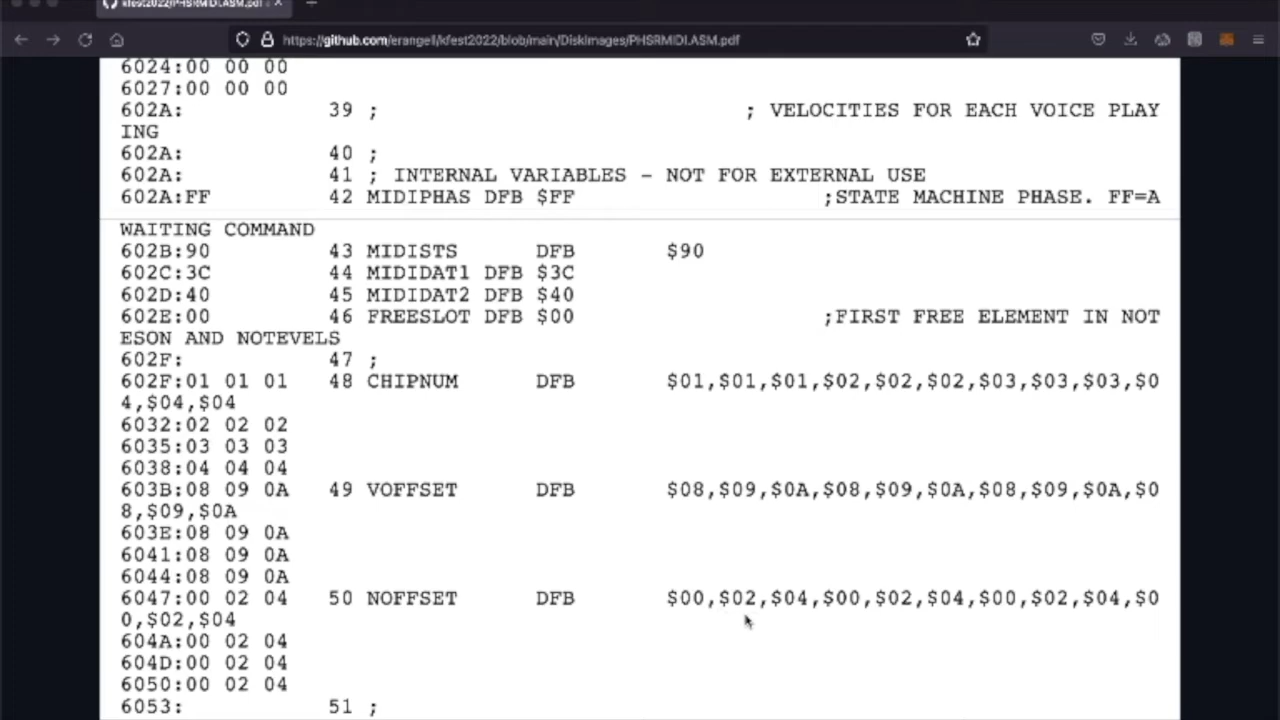 kfest2022/PHSRMIDI.ASM.pdf
https://github.com/erangell/kfest2022/blob/main/DiskImages/PHSRMIDI.ASM.pdf
6024:00 00 00
6027:00 00 00
602A: 39 ; ; VELOCITIES FOR EACH VOICE PLAY
ING
602A: 40 ;
602A: 41 ; INTERNAL VARIABLES - NOT FOR EXTERNAL USE
602A:FF 42 MIDIPHAS DFB $FF ;STATE MACHINE PHASE. FF=A
WAITING COMMAND
602B:90 43 MIDISTS DFB $90
602C:3C 44 MIDIDAT1 DFB $3C
602D:40 45 MIDIDAT2 DFB $40
602E:00 46 FREESLOT DFB $00 ;FIRST FREE ELEMENT IN NOT
ESON AND NOTEVELS
602F: 47 ;
602F:01 01 01 48 CHIPNUM DFB $01,$01,$01,$02,$02,$02,$03,$03,$03,$0
4,$04,$04
6032:02 02 02
6035:03 03 03
6038:04 04 04
603B:08 09 0A 49 VOFFSET DFB $08,$09,$0A,$08,$09,$0A,$08,$09,$0A,$0
8,$09,$0A
603E:08 09 0A
6041:08 09 0A
6044:08 09 0A
6047:00 02 04 50 NOFFSET DFB $00,$02,$04,$00,$02,$04,$00,$02,$04,$0
0,$02,$04
604A:00 02 04
604D:00 02 04
6050:00 02 04
6053: 51 ;